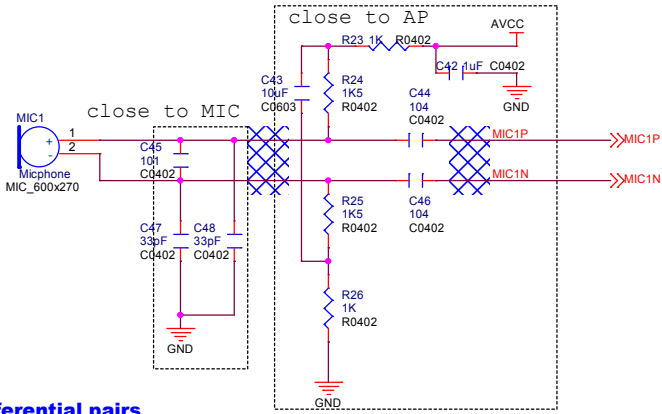 close to AP
AVCC
R23 1K R0402
C42 1uF C0402
GND
C43
10uF
C0603
R24
1K5
R0402
C44
104
C0402
close to MIC
MIC1
1
2
+
-
Micphone
MIC_600x270
C45
101
C0402
MIC1P
MIC1P
MIC1N
MIC1N
R25
1K5
R0402
C46
104
C0402
C47
33pF
C0402
C48
33pF
C0402
R26
1K
R0402
GND
GND
ferential pairs